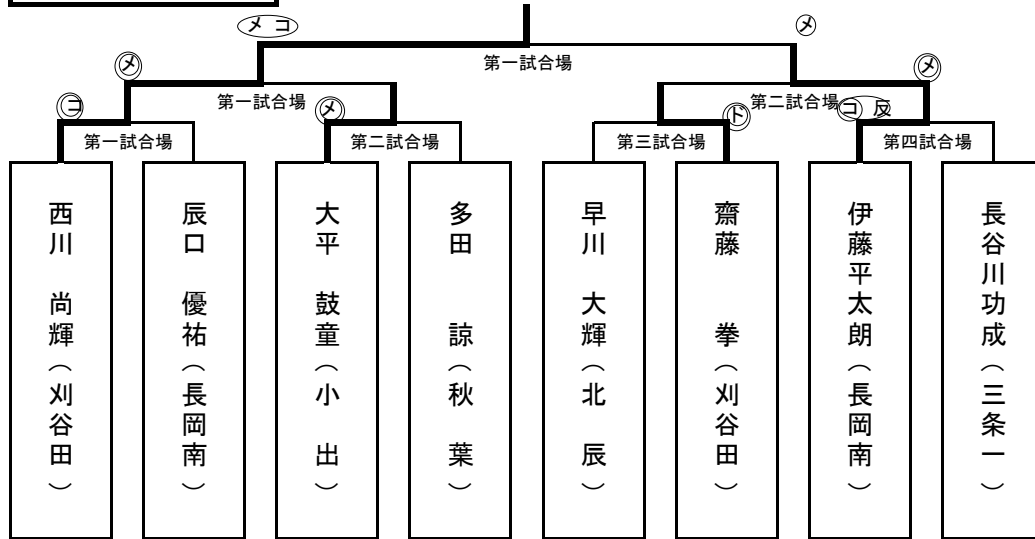 メ コ
メ
第一試合場
メ
メ
コ
第一試合場
メ
第二試合場
コ 反
ド
第一試合場
第二試合場
第三試合場
第四試合場
西川 尚輝(刈谷田)
辰口 優祐(長岡南)
大平 鼓童(小出)
多田 諒(秋葉)
早川 大輝(北辰)
齋藤 拳(刈谷田)
伊藤平太朗(長岡南)
長谷川功成(三条一)